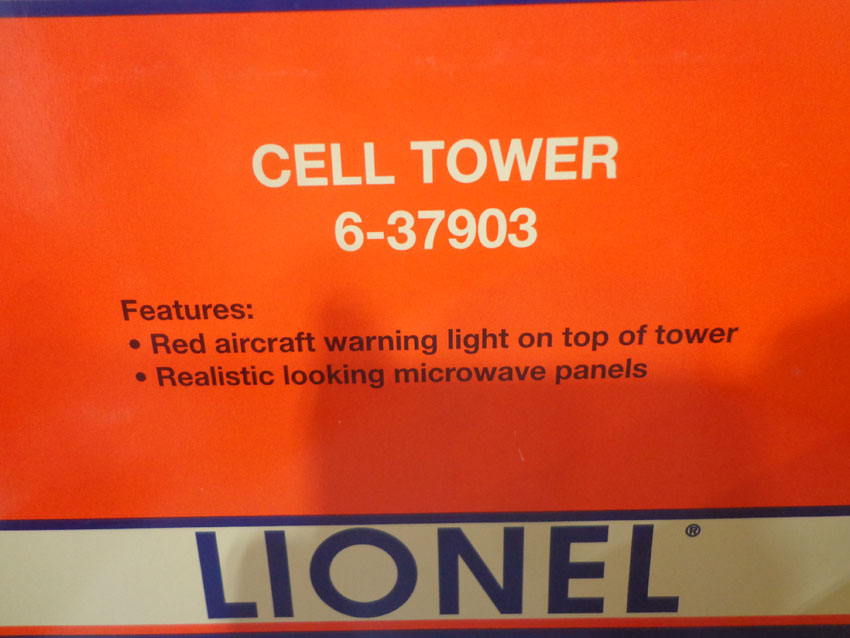 CELL TOWER
6-37903
Features:
• Red aircraft warning light on top of tower
• Realistic looking microwave panels
LIONEL®